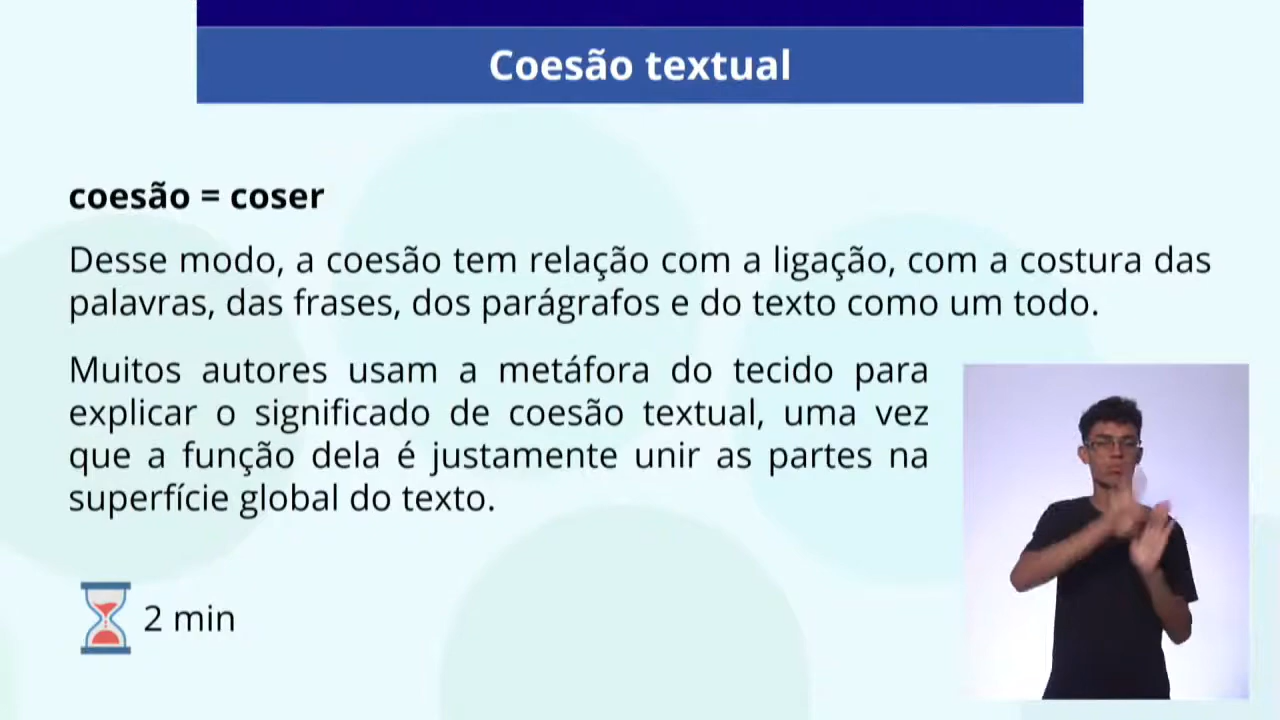 Coesão textual
coesão = coser
Desse modo, a coesão tem relação com a ligação, com a costura das
palavras, das frases, dos parágrafos e do texto como um todo.
Muitos autores usam a metáfora do tecido para
explicar o significado de coesão textual, uma vez
que a função dela é justamente unir as partes na
superfície global do texto.
2 min